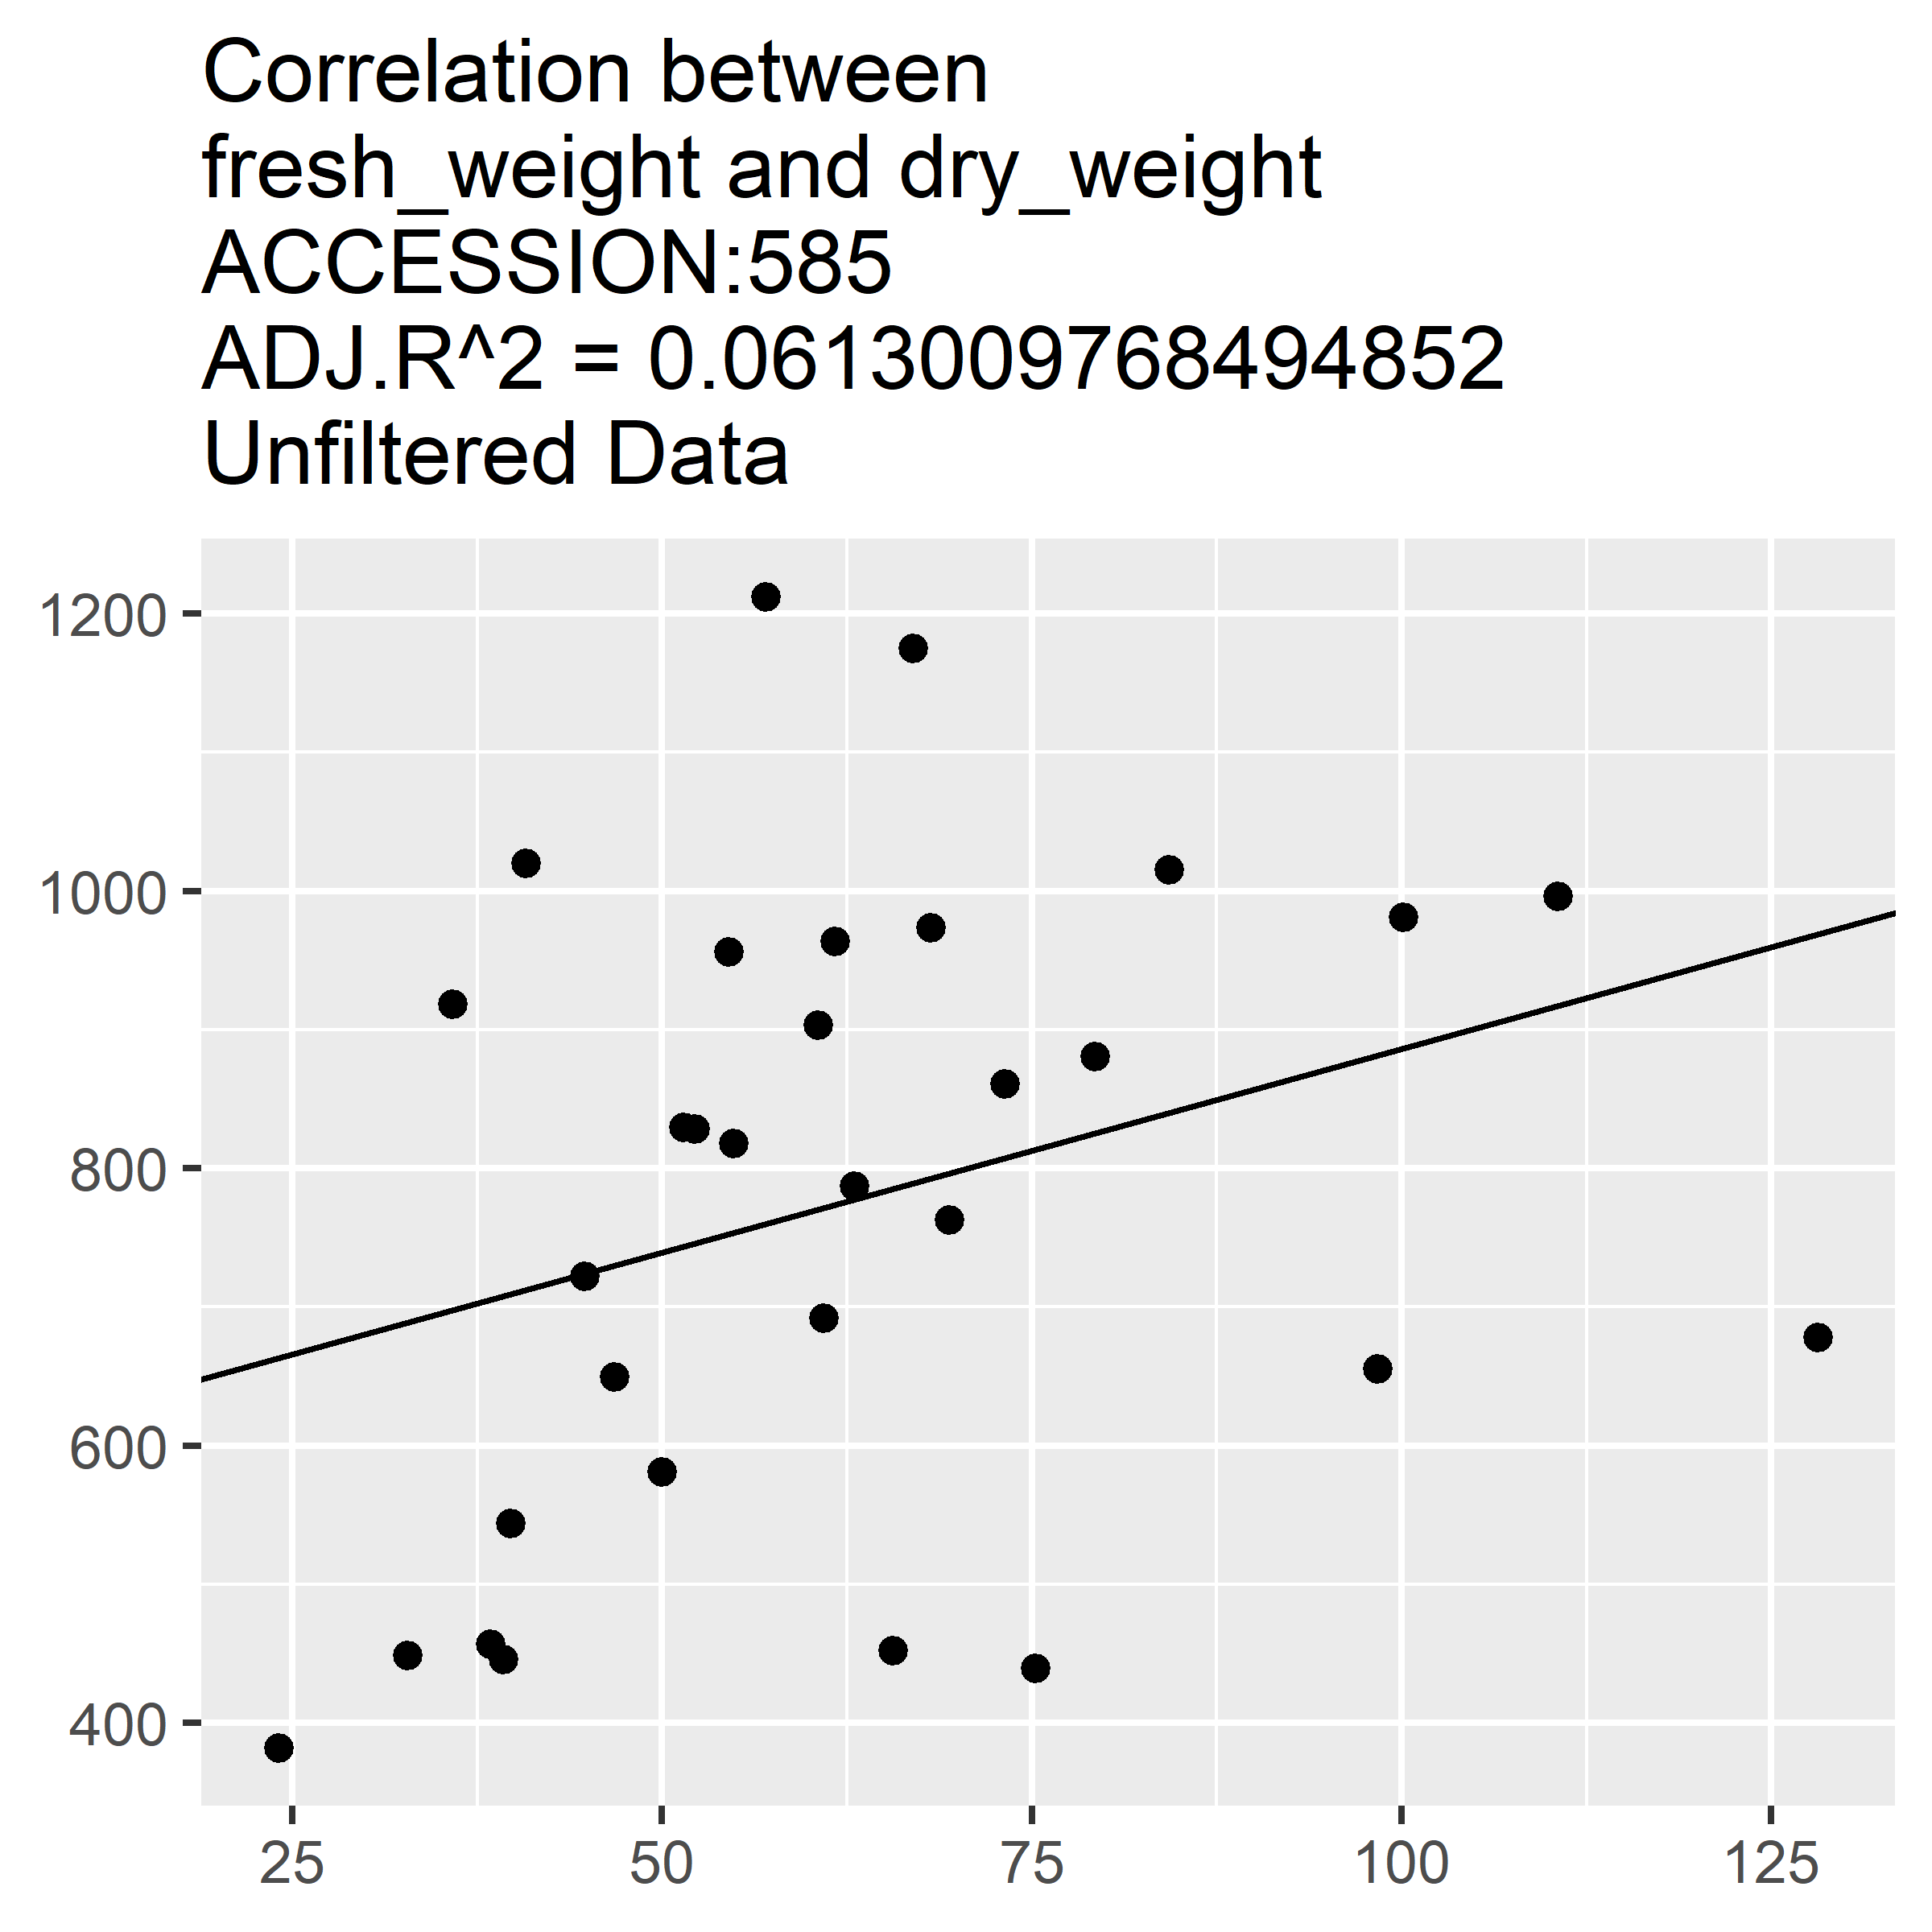 Correlation between
fresh_weight and dry_weight
ACCESSION:585
ADJ.R^2 = 0.0613009768494852
Unfiltered Data
1200
1000
800
600
400
25 50 75 100 125